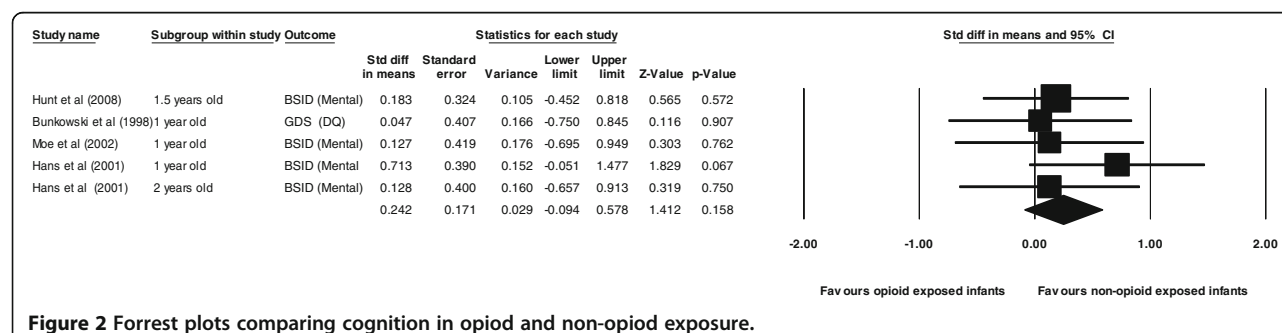 Study name Subgroup within study Outcome Statistics for each study Std diff in means and 95% CI
Std diff Standard Lower Upper
in means error Variance limit limit Z-Value p-Value
Hunt et al (2008) 1.5 years old BSID (Mental) 0.183 0.324 0.105 -0.452 0.818 0.565 0.572
Bunkowski et al (1998) 1 year old GDS (DQ) 0.047 0.407 0.166 -0.750 0.845 0.116 0.907
Moe et al (2002) 1 year old BSID (Mental) 0.127 0.419 0.176 -0.695 0.949 0.303 0.762
Hans et al (2001) 1 year old BSID (Mental 0.713 0.390 0.152 -0.051 1.477 1.829 0.067
Hans et al (2001) 2 years old BSID (Mental) 0.128 0.400 0.160 -0.657 0.913 0.319 0.750
0.242 0.171 0.029 -0.094 0.578 1.412 0.158
-2.00 -1.00 0.00 1.00 2.00
Favours opioid exposed infants Favours non-opioid exposed infants
Figure 2 Forrest plots comparing cognition in opiod and non-opiod exposure.